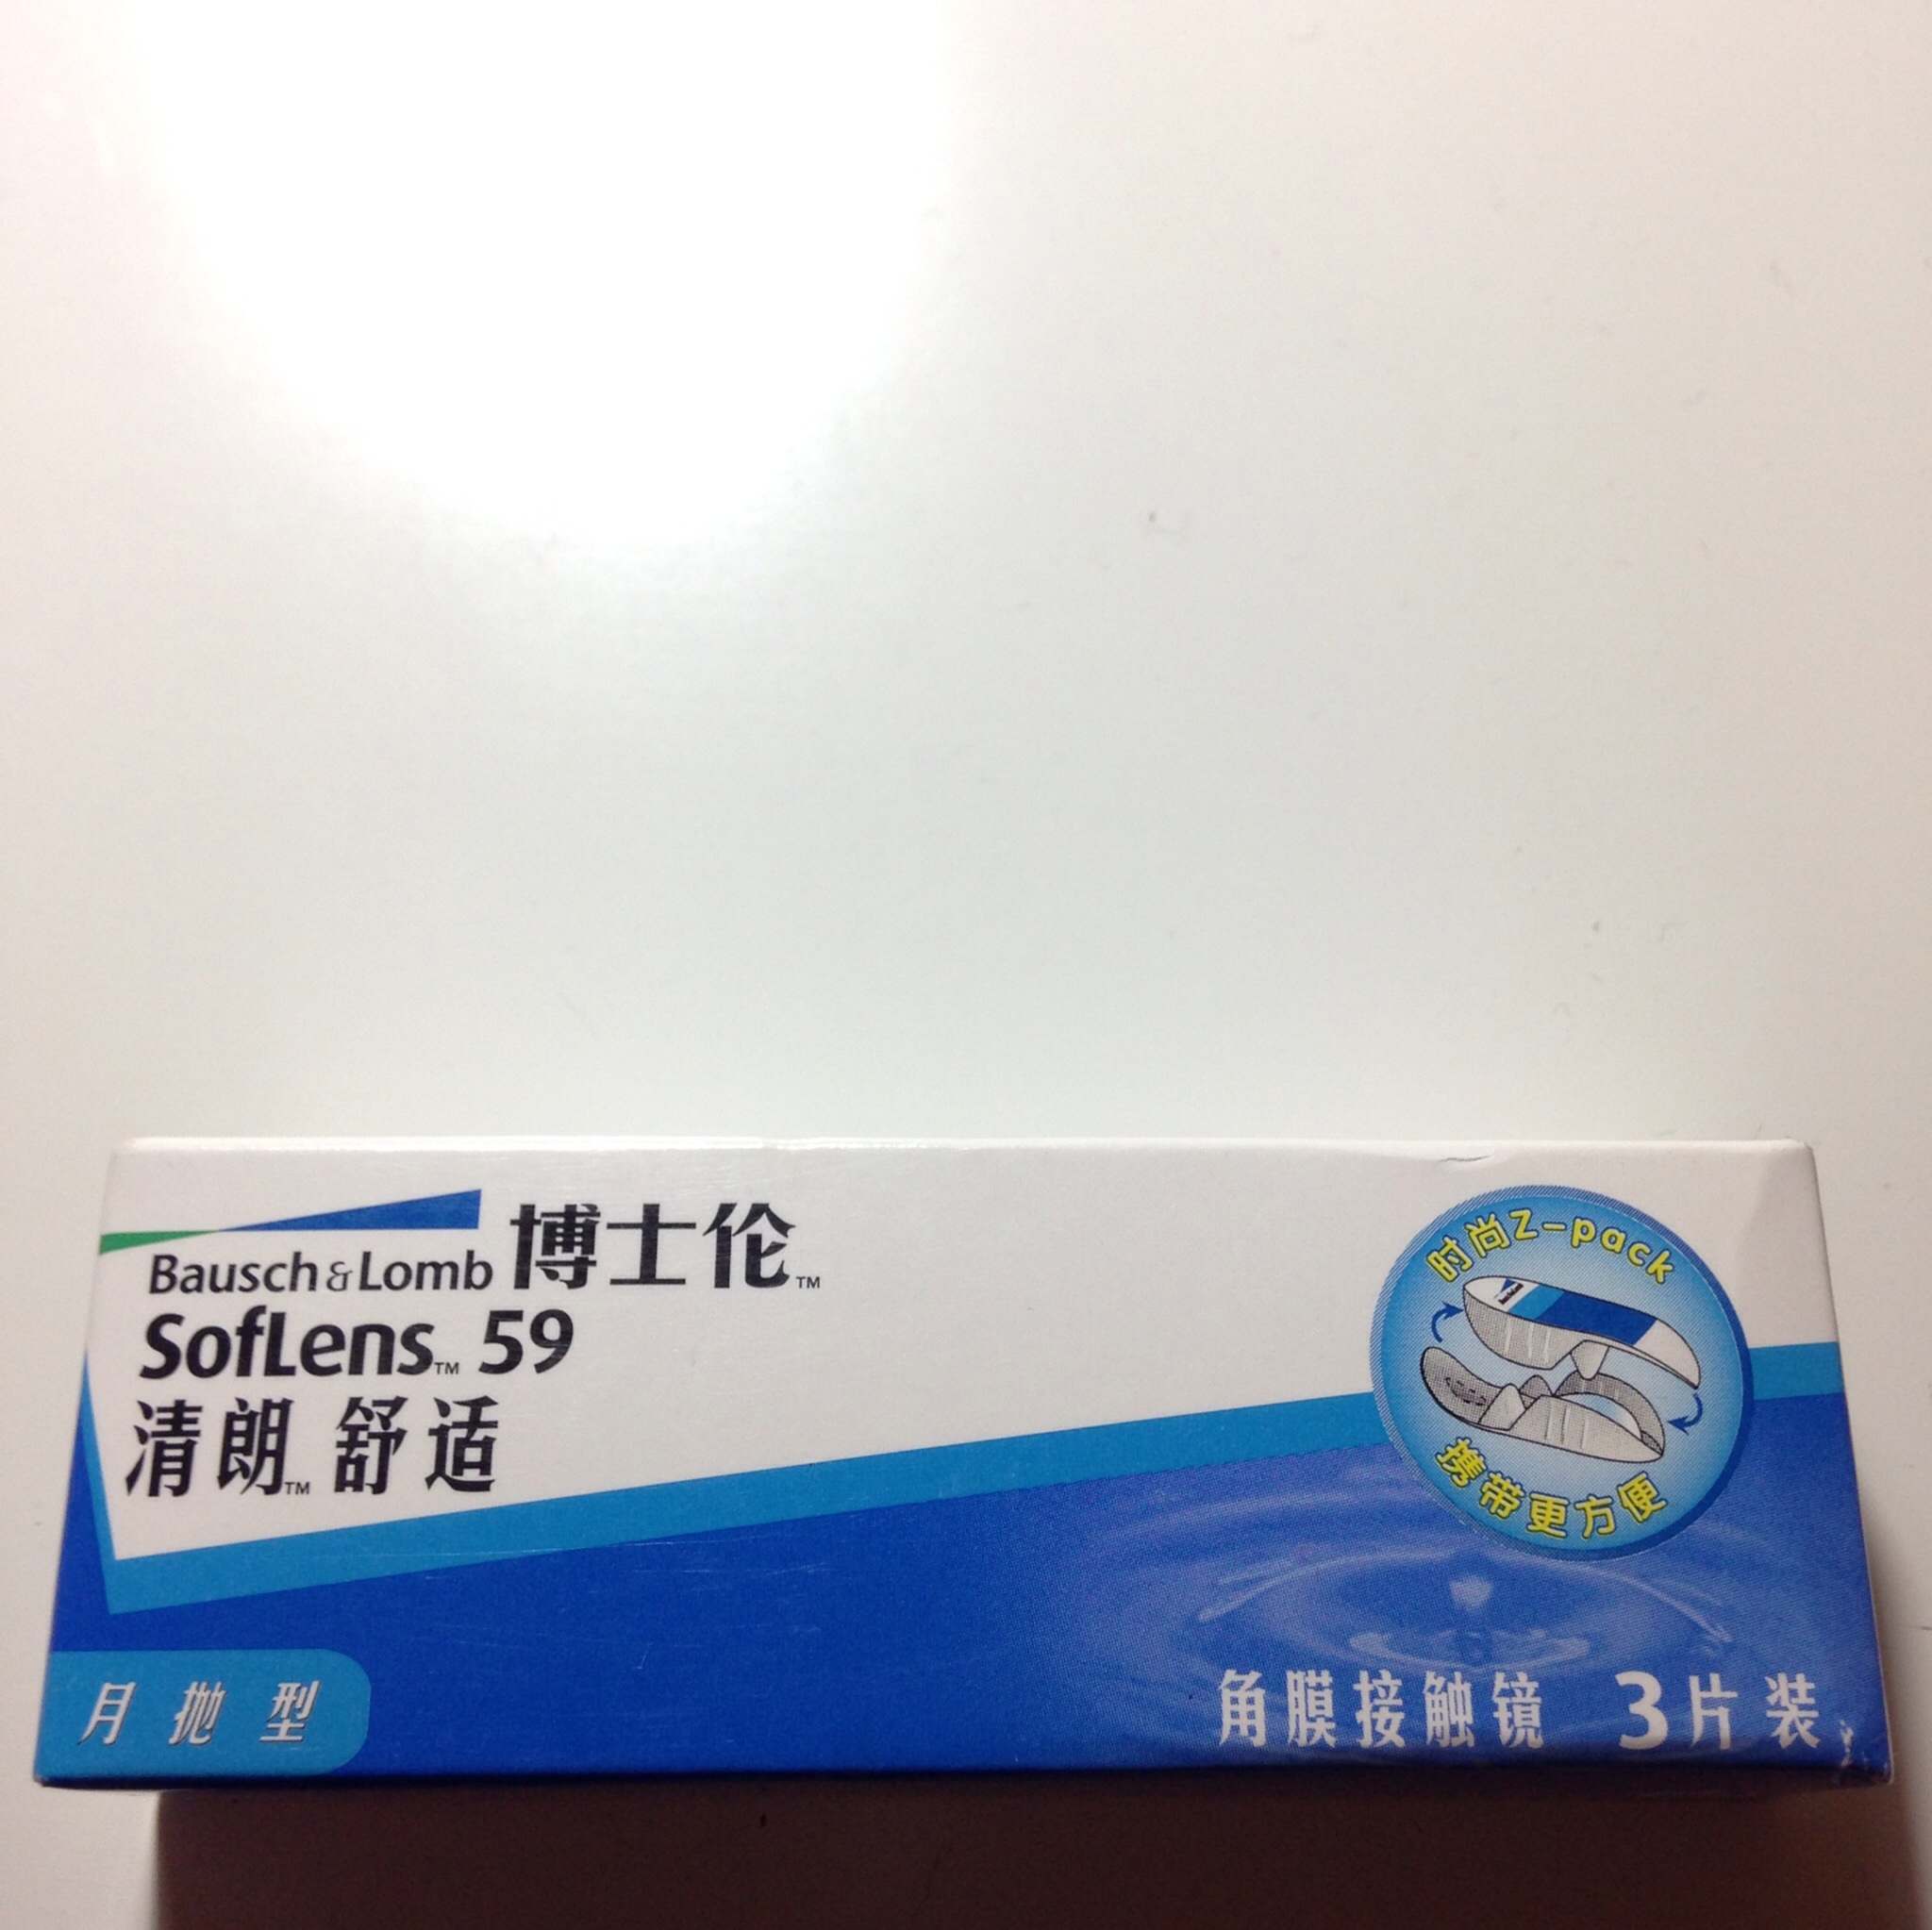 Bausch & Lomb 博士伦™
SofLens™ 59
清朗™ 舒适
时尚Z-pack
携带更方便
月抛型
角膜接触镜 3片装